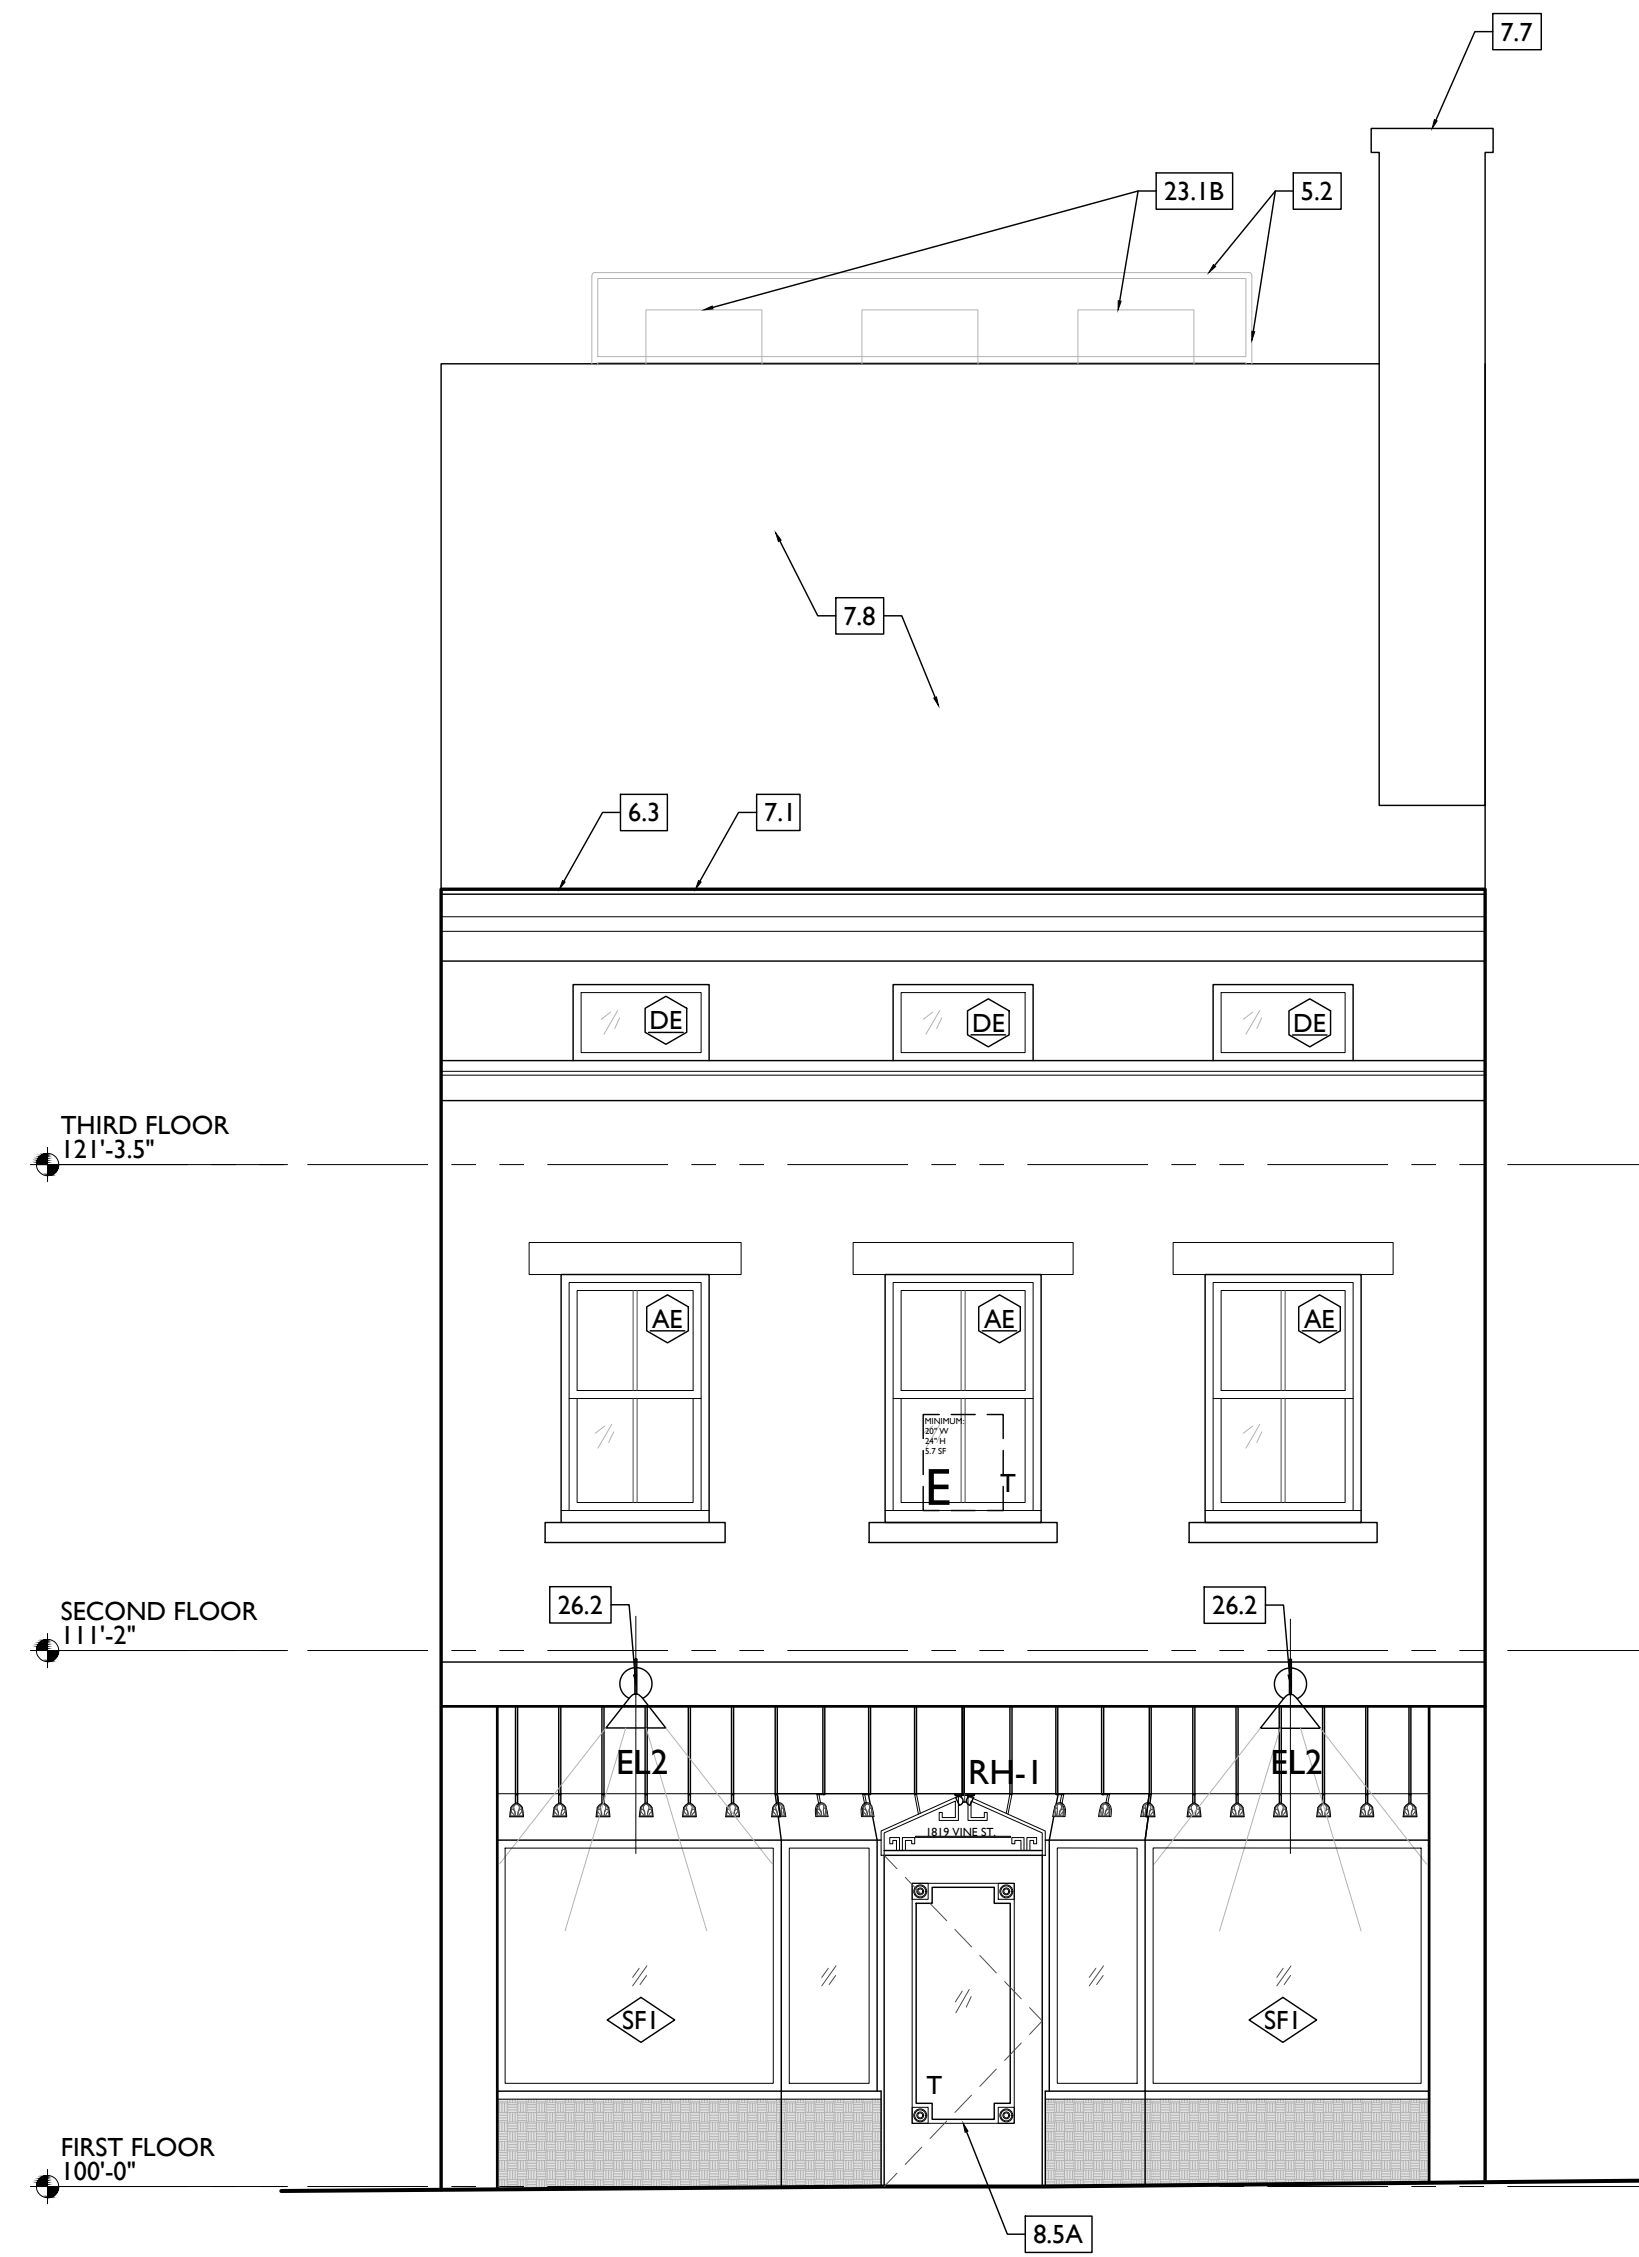 7.7
23.1B
5.2
7.8
6.3
7.1
DE
DE
DE
THIRD FLOOR
121'-3.5"
AE
AE
AE
MINIMUM:
20" W
24" H
5.7 SF
E
T
26.2
26.2
SECOND FLOOR
111'-2"
EL2
RH-1
EL2
1819 VINE ST.
SF1
SF1
T
FIRST FLOOR
100'-0"
8.5A